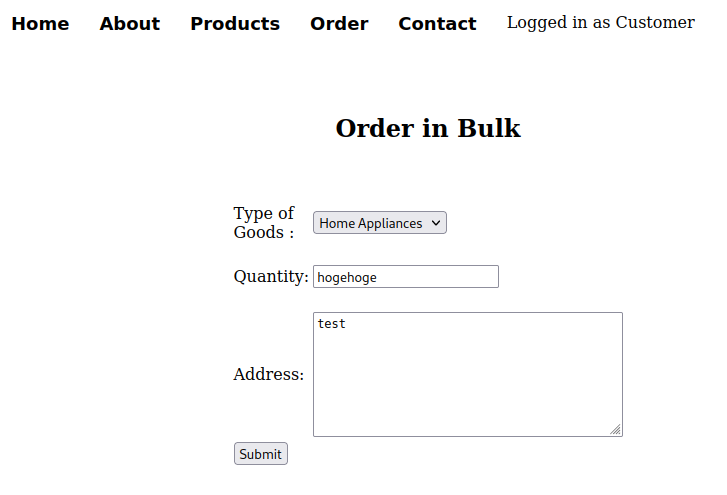 Home About Products Order Contact Logged in as Customer
Order in Bulk
Type of
Goods :
Home Appliances
Quantity: hogehoge
test
Address:
Submit